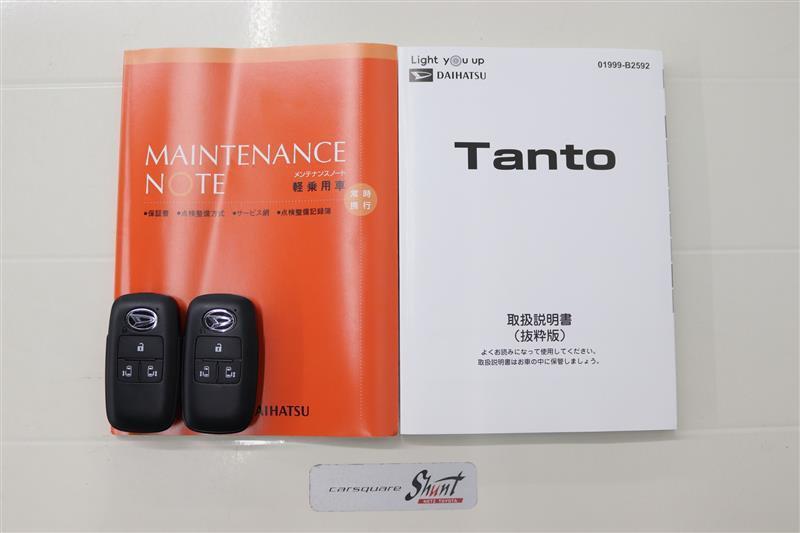 MAINTENANCE
NOTE
メンテナンスノート
軽乗用車
常時
携行
●保証書 ●点検整備方式 ●サービス網 ●点検整備記録簿
DAIHATSU
Light you up
DAIHATSU
01999-B2592
Tanto
取扱説明書
（抜粋版）
よくお読みになって使用してください。
取扱説明書はお車の中に保管しましょう。
carsquare Shunt
NETZ TOYOTA